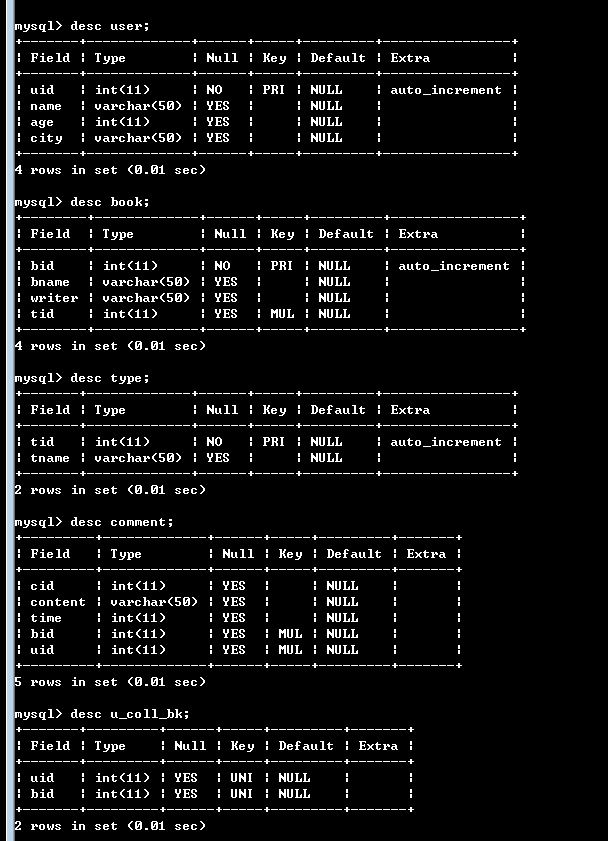 mysql> desc user;
+-------+-------------+------+-----+---------+----------------+
| Field | Type        | Null | Key | Default | Extra          |
+-------+-------------+------+-----+---------+----------------+
| uid   | int(11)     | NO   | PRI | NULL    | auto_increment |
| name  | varchar(50) | YES  |     | NULL    |                |
| age   | int(11)     | YES  |     | NULL    |                |
| city  | varchar(50) | YES  |     | NULL    |                |
+-------+-------------+------+-----+---------+----------------+
4 rows in set (0.01 sec)
mysql> desc book;
+--------+-------------+------+-----+---------+----------------+
| Field  | Type        | Null | Key | Default | Extra          |
+--------+-------------+------+-----+---------+----------------+
| bid    | int(11)     | NO   | PRI | NULL    | auto_increment |
| bname  | varchar(50) | YES  |     | NULL    |                |
| writer | varchar(50) | YES  |     | NULL    |                |
| tid    | int(11)     | YES  | MUL | NULL    |                |
+--------+-------------+------+-----+---------+----------------+
4 rows in set (0.01 sec)
mysql> desc type;
+-------+-------------+------+-----+---------+----------------+
| Field | Type        | Null | Key | Default | Extra          |
+-------+-------------+------+-----+---------+----------------+
| tid   | int(11)     | NO   | PRI | NULL    | auto_increment |
| tname | varchar(50) | YES  |     | NULL    |                |
+-------+-------------+------+-----+---------+----------------+
2 rows in set (0.01 sec)
mysql> desc comment;
+---------+-------------+------+-----+---------+-------+
| Field   | Type        | Null | Key | Default | Extra |
+---------+-------------+------+-----+---------+-------+
| cid     | int(11)     | YES  |     | NULL    |       |
| content | varchar(50) | YES  |     | NULL    |       |
| time    | int(11)     | YES  |     | NULL    |       |
| bid     | int(11)     | YES  | MUL | NULL    |       |
| uid     | int(11)     | YES  | MUL | NULL    |       |
+---------+-------------+------+-----+---------+-------+
5 rows in set (0.01 sec)
mysql> desc u_coll_bk;
+-------+---------+------+-----+---------+-------+
| Field | Type    | Null | Key | Default | Extra |
+-------+---------+------+-----+---------+-------+
| uid   | int(11) | YES  | UNI | NULL    |       |
| bid   | int(11) | YES  | UNI | NULL    |       |
+-------+---------+------+-----+---------+-------+
2 rows in set (0.01 sec)